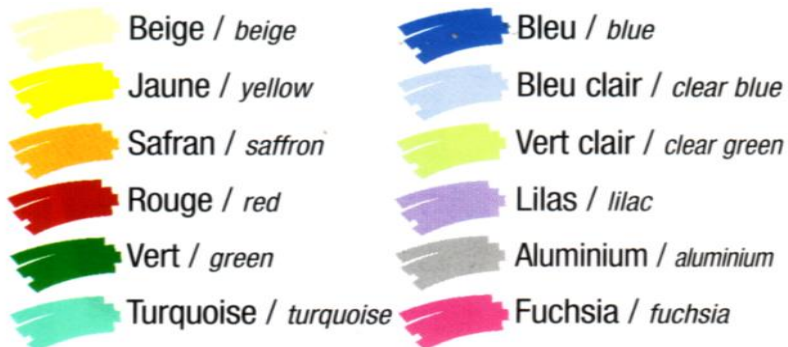 Beige / beige
Jaune / yellow
Safran / saffron
Rouge / red
Vert / green
Turquoise / turquoise
Bleu / blue
Bleu clair / clear blue
Vert clair / clear green
Lilas / lilac
Aluminium / aluminium
Fuchsia / fuchsia